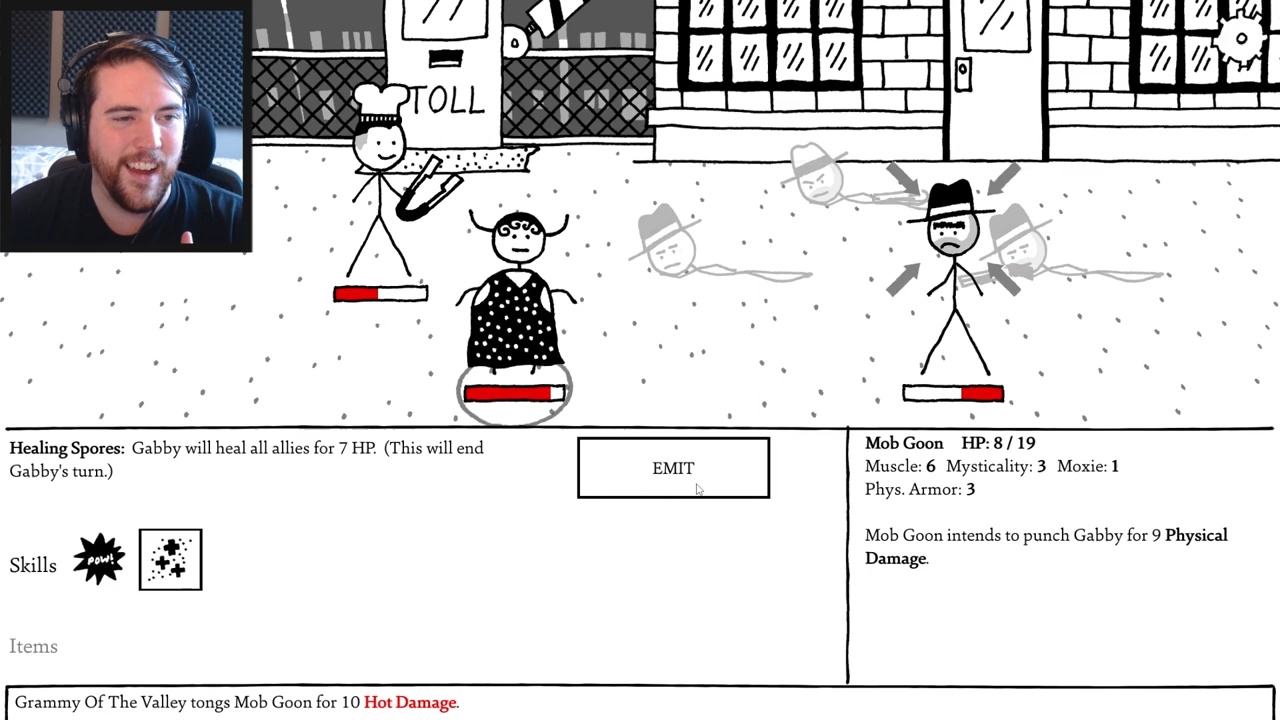 TOLL
Healing Spores: Gabby will heal all allies for 7 HP. (This will end
Gabby's turn.)
EMIT
Skills
POW!
Items
Mob Goon HP: 8 / 19
Muscle: 6 Mysticality: 3 Moxie: 1
Phys. Armor: 3
Mob Goon intends to punch Gabby for 9 Physical
Damage.
Grammy Of The Valley tongs Mob Goon for 10 Hot Damage.